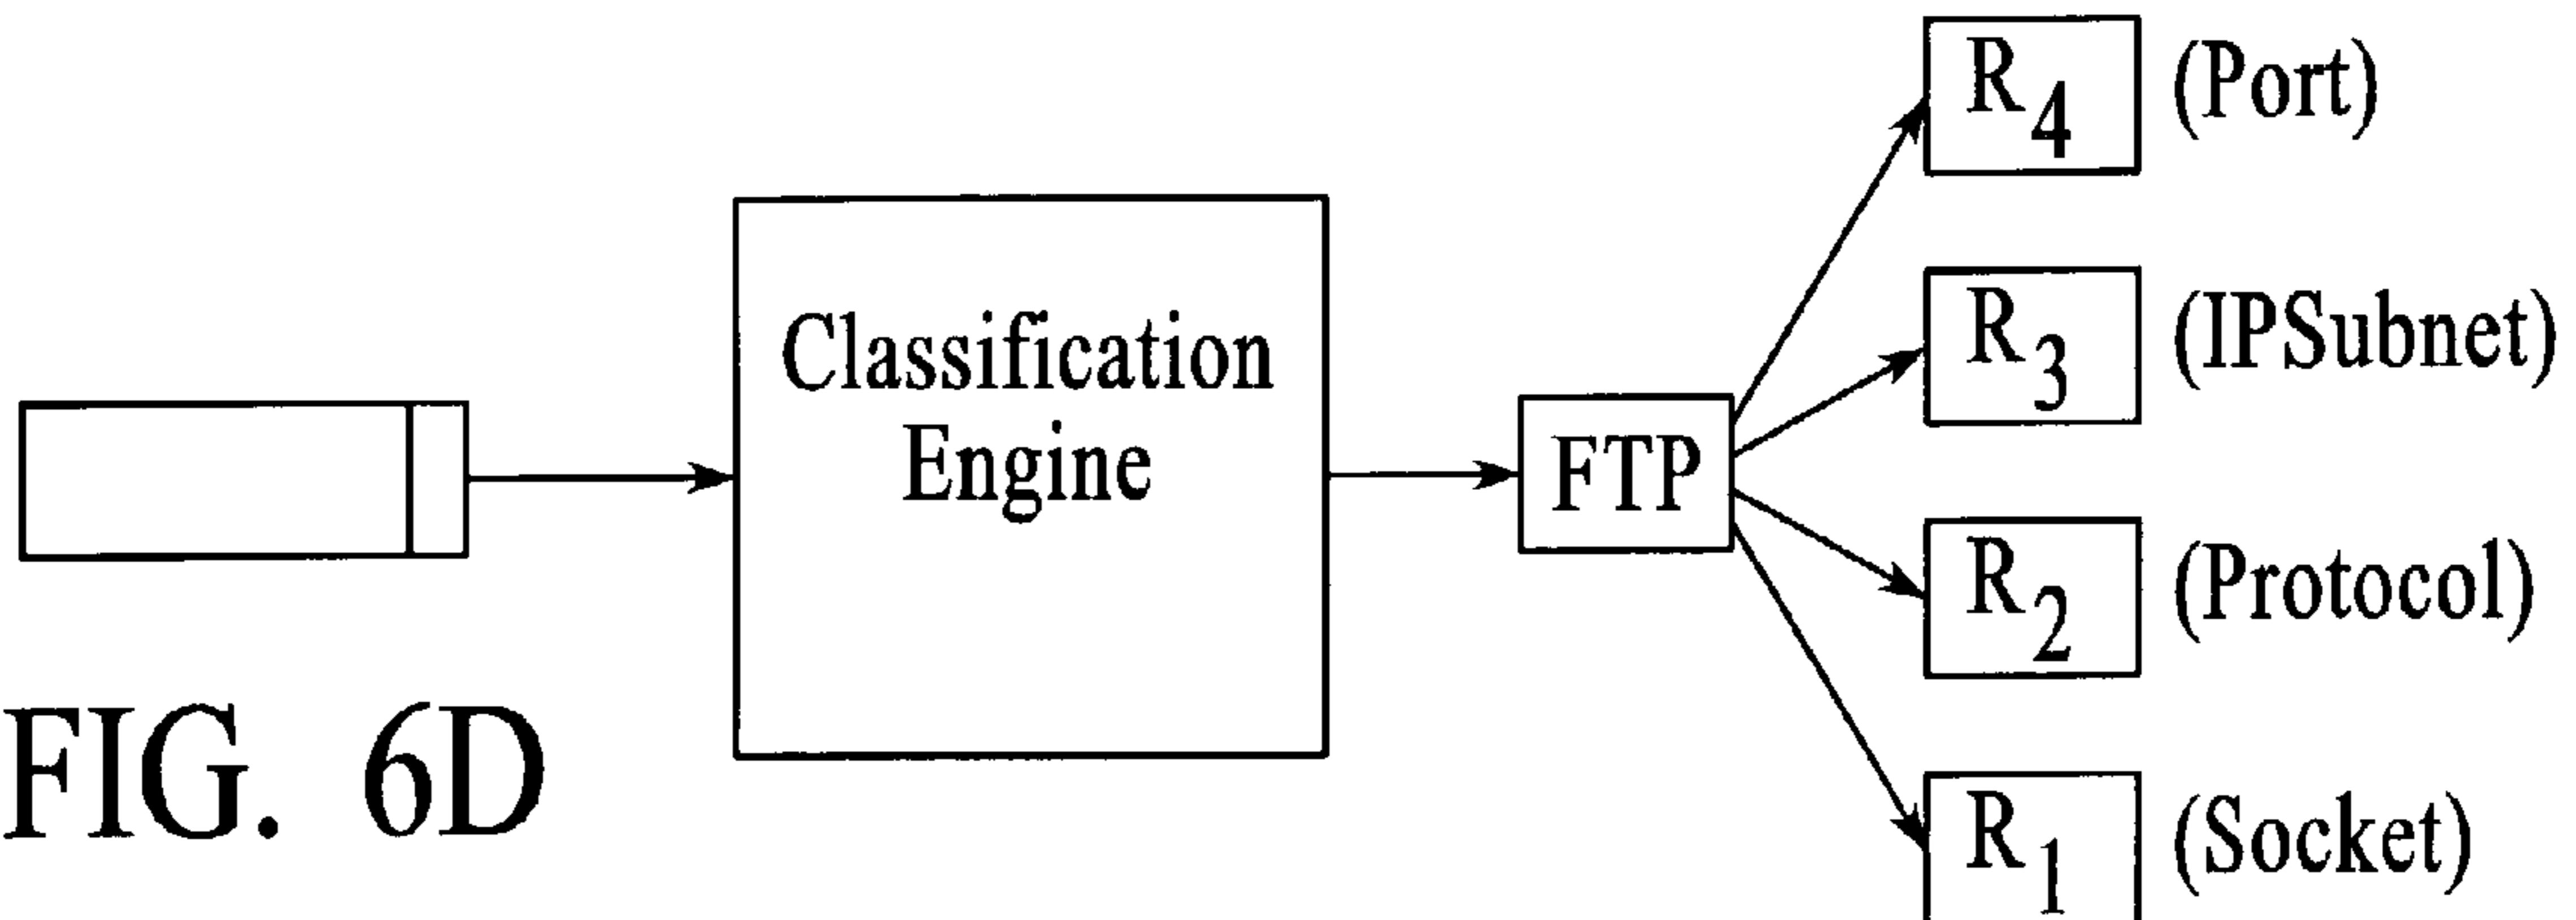 R4 (Port)
R3 (IPSubnet)
Classification
Engine
FTP
R2 (Protocol)
R1 (Socket)
FIG. 6D